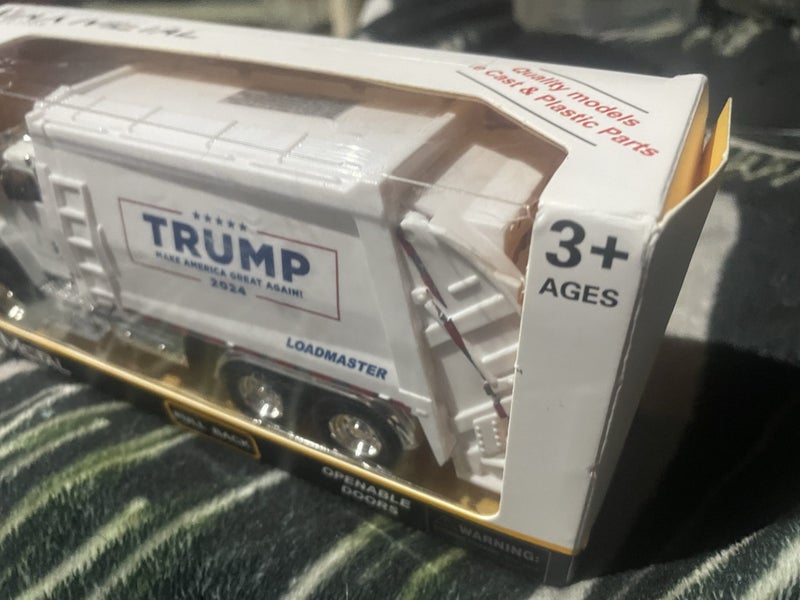 Quality models
Cast & Plastic Parts
3+
AGES
TRUMP
MAKE AMERICA GREAT AGAIN!
2024
LOADMASTER
PULL BACK
OPENABLE
DOORS
WARNING: